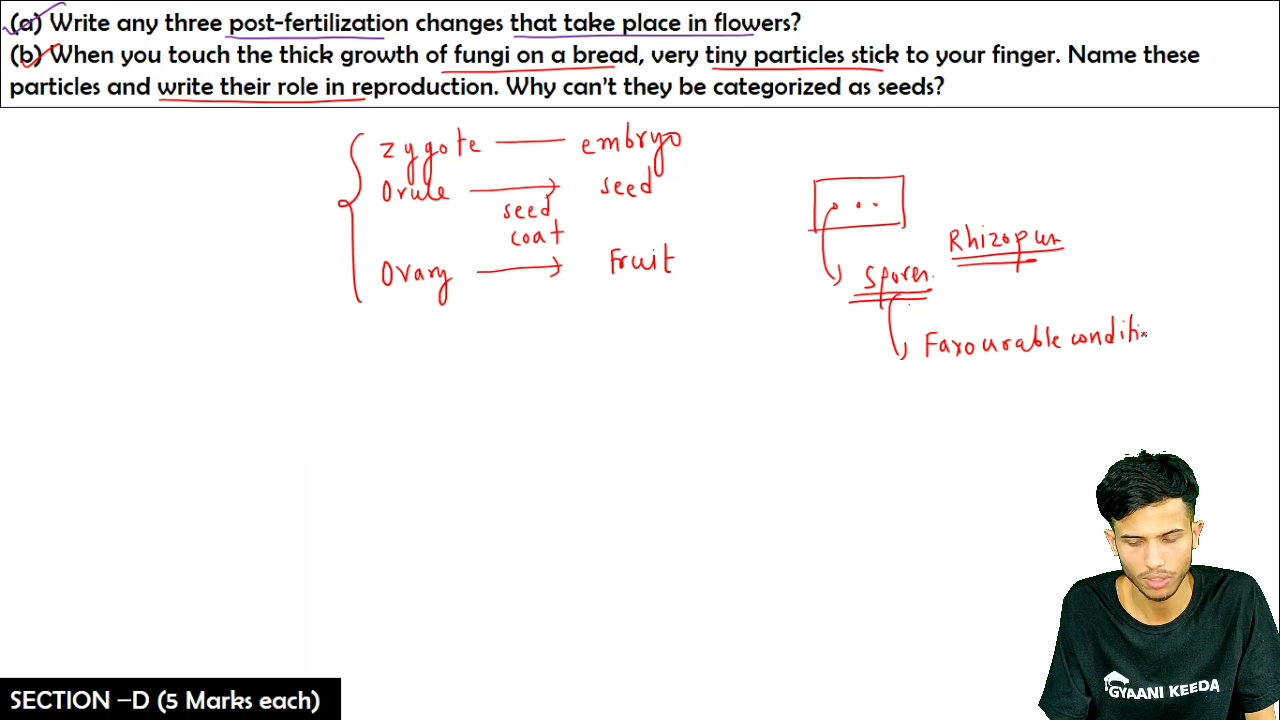 (a) Write any three post-fertilization changes that take place in flowers?
(b) When you touch the thick growth of fungi on a bread, very tiny particles stick to your finger. Name these
particles and write their role in reproduction. Why can't they be categorized as seeds?
zygote — embryo
Ovule → seed
seed
coat
Ovary → Fruit
Rhizopus
Spores.
Favourable conditi
GYAANI KEEDA
SECTION –D (5 Marks each)